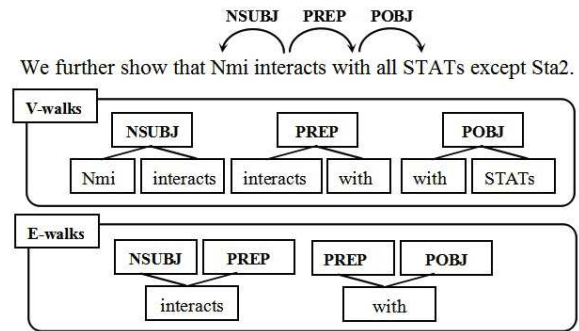 NSUBJ PREP POBJ
We further show that Nmi interacts with all STATs except Sta2.
V-walks
NSUBJ PREP POBJ
Nmi interacts interacts with with STATs
E-walks
NSUBJ PREP PREP POBJ
interacts with